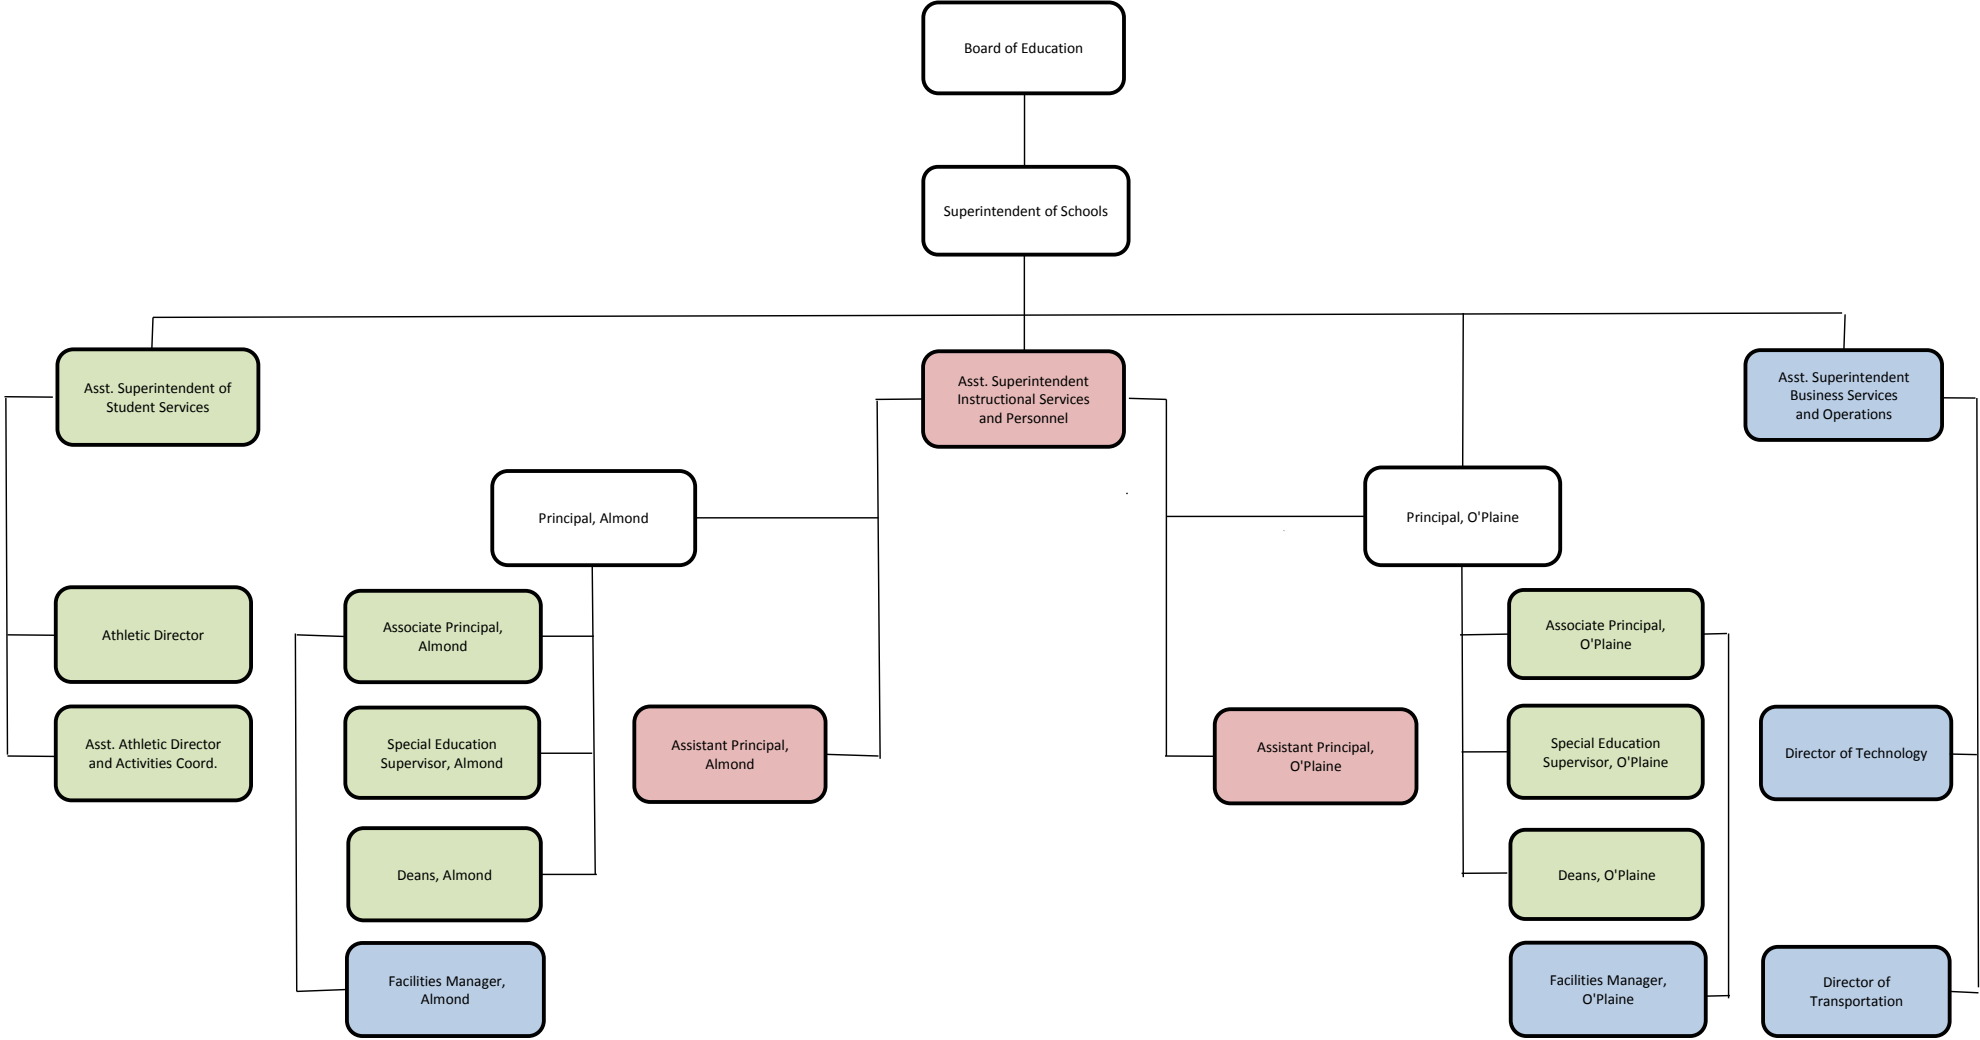 Board of Education
Superintendent of Schools
Asst. Superintendent of
Student Services
Asst. Superintendent
Instructional Services
and Personnel
Asst. Superintendent
Business Services
and Operations
Principal, Almond
Principal, O'Plaine
Athletic Director
Associate Principal,
Almond
Associate Principal,
O'Plaine
Asst. Athletic Director
and Activities Coord.
Special Education
Supervisor, Almond
Assistant Principal,
Almond
Assistant Principal,
O'Plaine
Special Education
Supervisor, O'Plaine
Director of Technology
Deans, Almond
Deans, O'Plaine
Facilities Manager,
Almond
Facilities Manager,
O'Plaine
Director of
Transportation